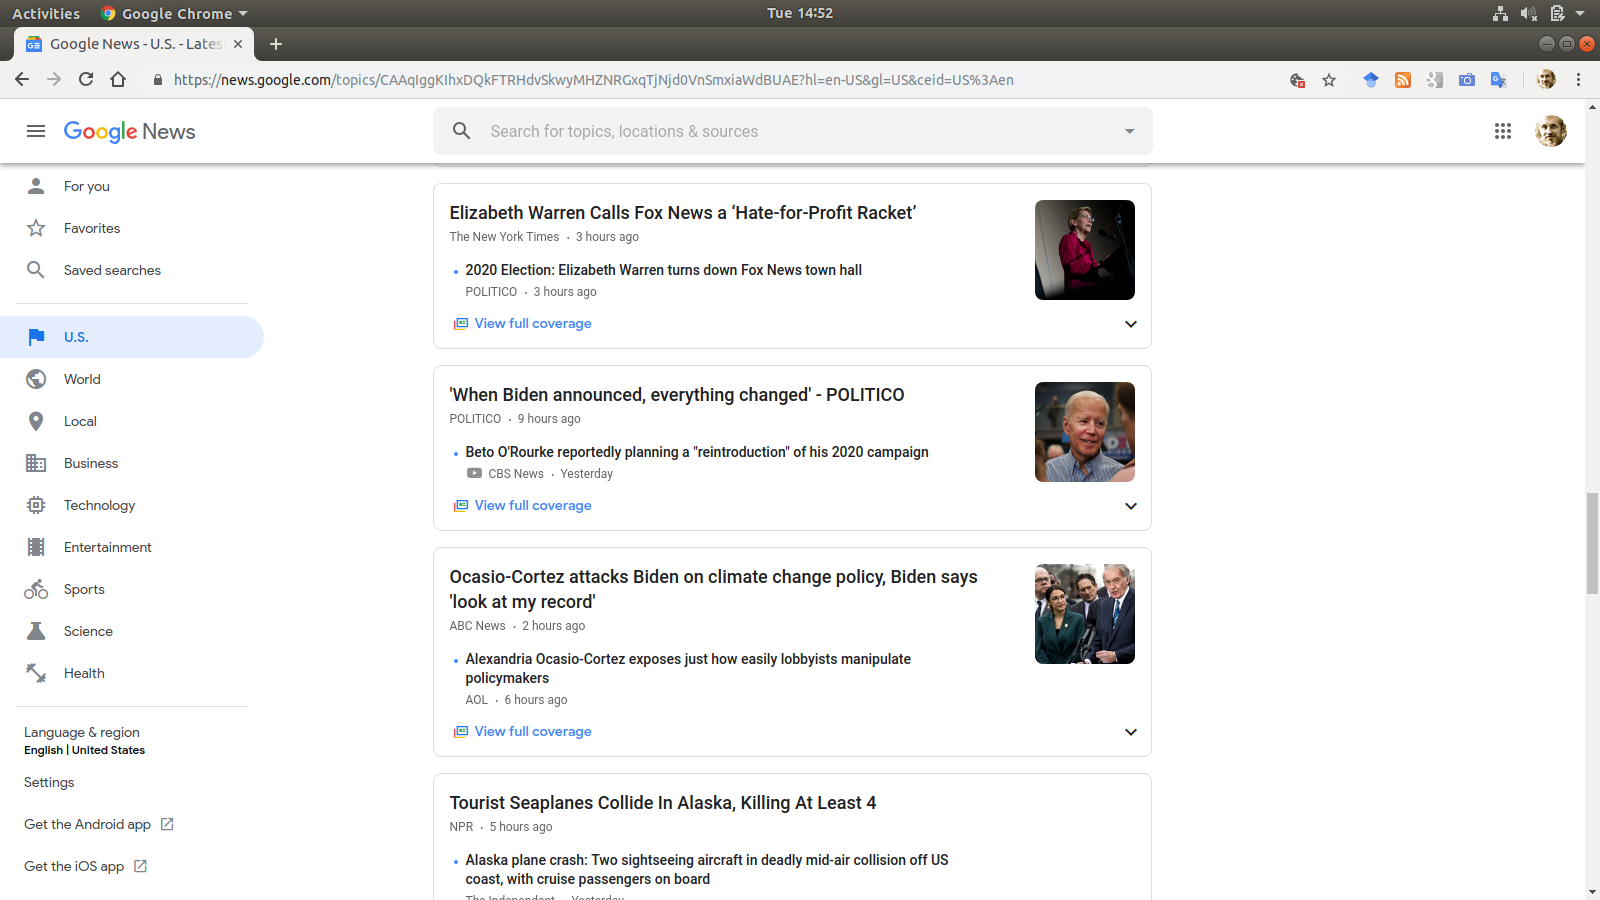 Activities Google Chrome Tue 14:52
Google News - U.S. - Lates
https://news.google.com/topics/CAAqIggKIhxDQkFTRHdvSkwyMHZNRGxqTjNjd0VnSmxiaWdBUAE?hl=en-US&gl=US&ceid=US%3Aen
Google News
Search for topics, locations & sources
For you
Favorites
Saved searches
U.S.
World
Local
Business
Technology
Entertainment
Sports
Science
Health
Language & region
English | United States
Settings
Get the Android app
Get the iOS app
Elizabeth Warren Calls Fox News a ‘Hate-for-Profit Racket’
The New York Times · 3 hours ago
2020 Election: Elizabeth Warren turns down Fox News town hall
POLITICO · 3 hours ago
View full coverage
'When Biden announced, everything changed' - POLITICO
POLITICO · 9 hours ago
Beto O'Rourke reportedly planning a "reintroduction" of his 2020 campaign
CBS News · Yesterday
View full coverage
Ocasio-Cortez attacks Biden on climate change policy, Biden says
'look at my record'
ABC News · 2 hours ago
Alexandria Ocasio-Cortez exposes just how easily lobbyists manipulate
policymakers
AOL · 6 hours ago
View full coverage
Tourist Seaplanes Collide In Alaska, Killing At Least 4
NPR · 5 hours ago
Alaska plane crash: Two sightseeing aircraft in deadly mid-air collision off US
coast, with cruise passengers on board
The Independent Yesterday